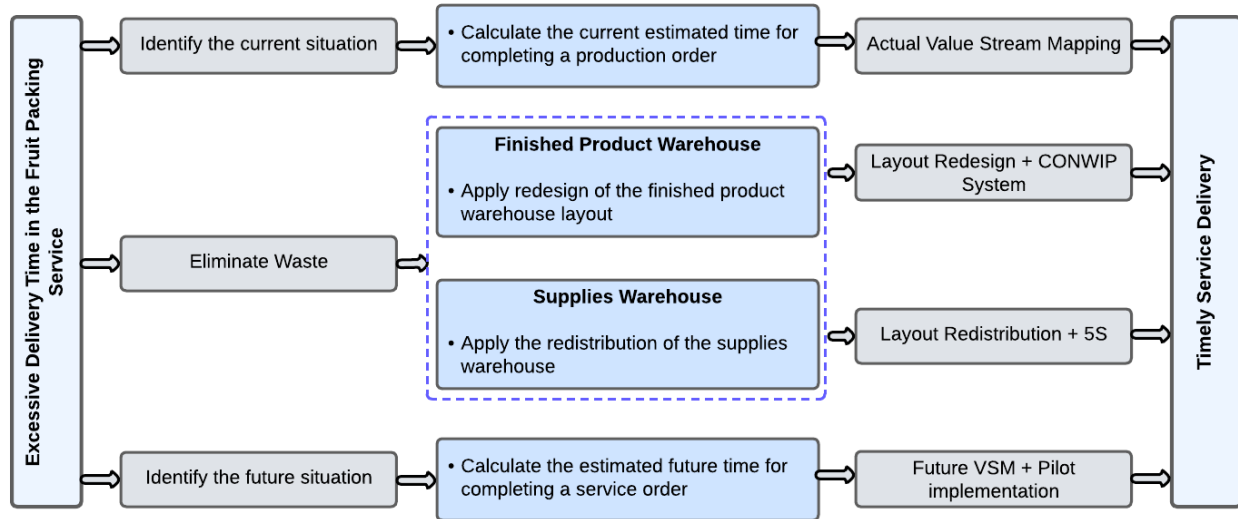 Excessive Delivery Time in the Fruit Packing
Service
Identify the current situation
• Calculate the current estimated time for
completing a production order
Actual Value Stream Mapping
Eliminate Waste
Finished Product Warehouse
• Apply redesign of the finished product
warehouse layout
Layout Redesign + CONWIP
System
Supplies Warehouse
• Apply the redistribution of the supplies
warehouse
Layout Redistribution + 5S
Identify the future situation
• Calculate the estimated future time for
completing a service order
Future VSM + Pilot
implementation
Timely Service Delivery